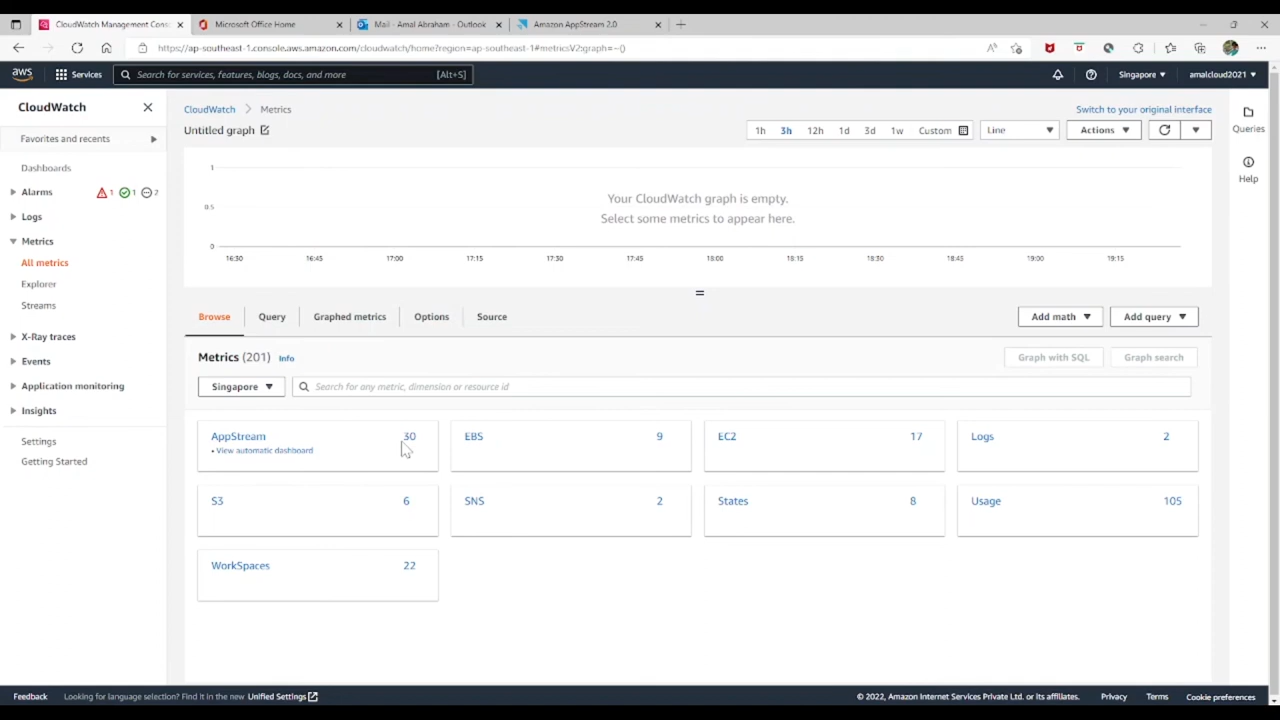 CloudWatch Management Cons
Microsoft Office Home
Mail - Amal Abraham - Outlook
Amazon AppStream 2.0
https://ap-southeast-1.console.aws.amazon.com/cloudwatch/home?region=ap-southeast-1#metricsV2:graph=~()
aws
Services
Search for services, features, blogs, docs, and more
[Alt+S]
Singapore
amalcloud2021
CloudWatch
Favorites and recents
Dashboards
Alarms
1
1
2
Logs
Metrics
All metrics
Explorer
Streams
X-Ray traces
Events
Application monitoring
Insights
Settings
Getting Started
CloudWatch
Metrics
Switch to your original interface
Untitled graph
1h
3h
12h
1d
3d
1w
Custom
Line
Actions
1
0.5
0
Your CloudWatch graph is empty.
Select some metrics to appear here.
16:30
16:45
17:00
17:15
17:30
17:45
18:00
18:15
18:30
18:45
19:00
19:15
Browse
Query
Graphed metrics
Options
Source
Add math
Add query
Metrics (201)
Info
Graph with SQL
Graph search
Singapore
Search for any metric, dimension or resource id
AppStream 30
• View automatic dashboard
EBS 9
EC2 17
Logs 2
S3 6
SNS 2
States 8
Usage 105
WorkSpaces 22
Queries
Help
Feedback
Looking for language selection? Find it in the new Unified Settings
© 2022, Amazon Internet Services Private Ltd. or its affiliates.
Privacy
Terms
Cookie preferences